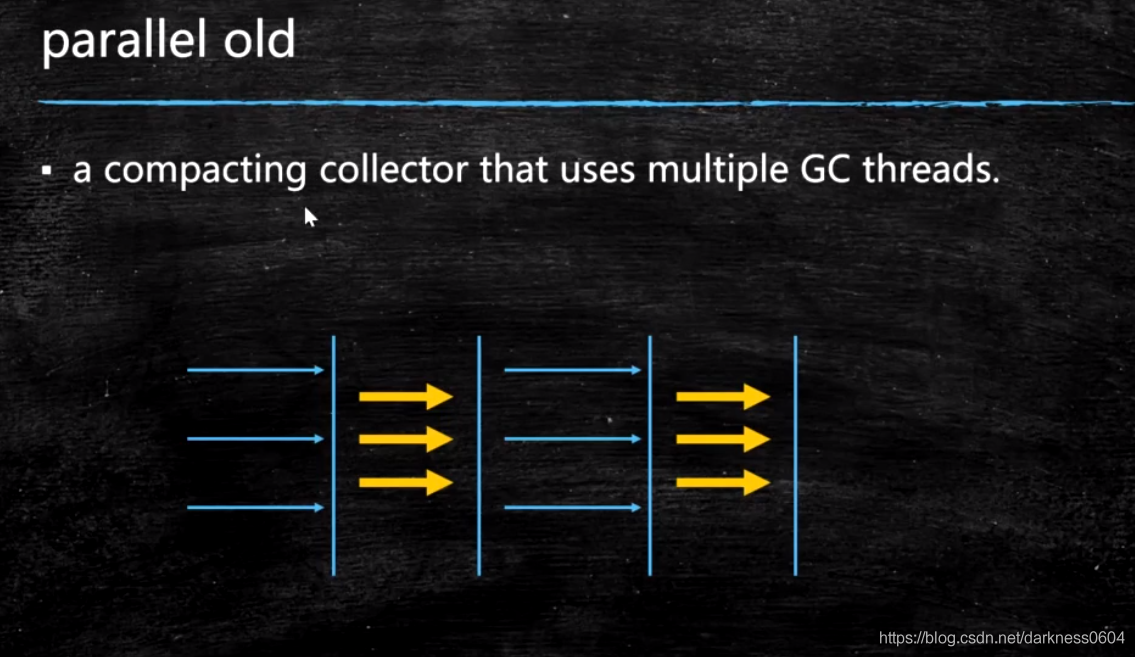 parallel old
▪ a compacting collector that uses multiple GC threads.
https://blog.csdn.net/darkness0604